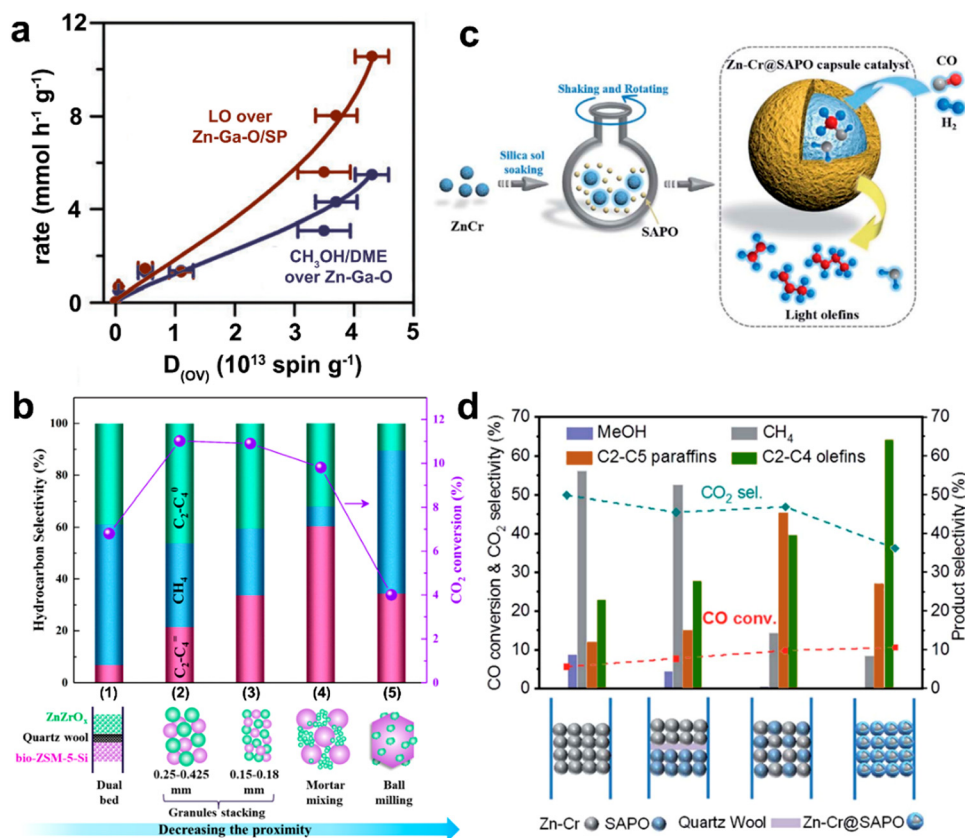 a
12
8
4
0
rate (mmol h⁻¹ g⁻¹)
LO over
Zn-Ga-O/SP
CH₃OH/DME
over Zn-Ga-O
0 1 2 3 4 5
D(OV) (10¹³ spin g⁻¹)
c
Zn-Cr@SAPO capsule catalyst
CO
H₂
Shaking and Rotating
Silica sol
soaking
ZnCr
SAPO
Light olefins
b
Hydrocarbon Selectivity (%)
100
80
60
40
20
0
C₂-C₄⁰
CH₄
C₂-C₄⁼
12
11
10
8
6
4
2
0
CO₂ conversion (%)
(1) (2) (3) (4) (5)
ZnZrOₓ
Quartz wool
bio-ZSM-5-Si
Dual
bed
0.25-0.425
mm
0.15-0.18
mm
Granules stacking
Mortar
mixing
Ball
milling
Decreasing the proximity
d
CO conversion & CO₂ selectivity (%)
70
65
60
55
50
45
40
35
30
25
20
15
10
5
0
MeOH
CH₄
C2-C5 paraffins
C2-C4 olefins
CO₂ sel.
CO conv.
70
60
50
40
30
20
10
0
Product selectivity (%)
Zn-Cr SAPO Quartz Wool Zn-Cr@SAPO